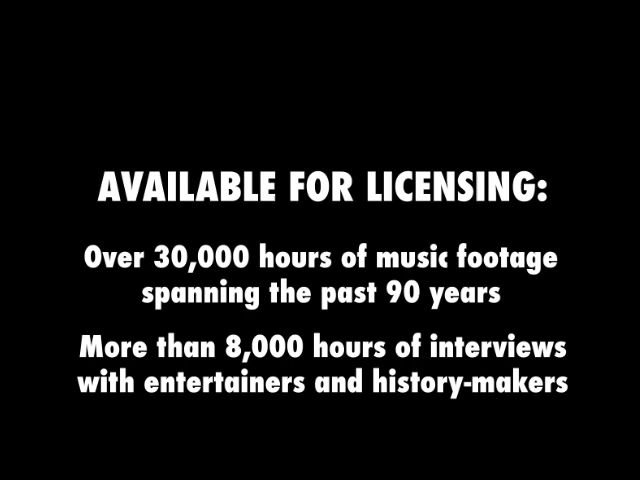 AVAILABLE FOR LICENSING:
Over 30,000 hours of music footage
spanning the past 90 years
More than 8,000 hours of interviews
with entertainers and history-makers